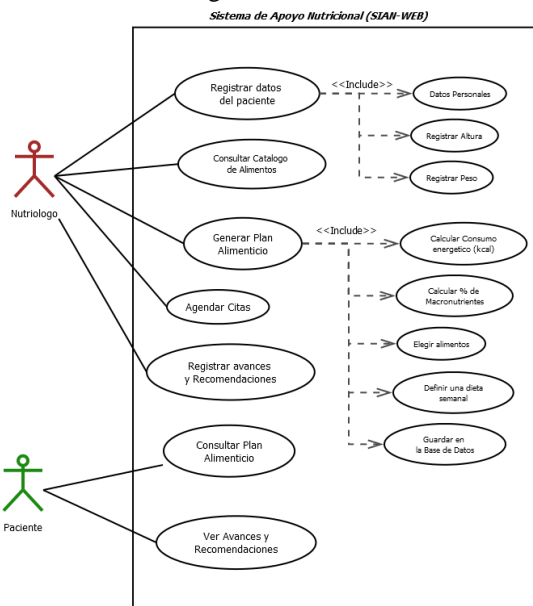 Sistema de Apoyo Nutricional (SIAN-WEB)
Registrar datos
del paciente
<<Include>>
Datos Personales
Registrar Altura
Registrar Peso
Consultar Catalogo
de Alimentos
Nutriologo
Generar Plan
Alimenticio
<<Include>>
Calcular Consumo
energetico (kcal)
Calcular % de
Macronutrientes
Elegir alimentos
Definir una dieta
semanal
Guardar en
la Base de Datos
Agendar Citas
Registrar avances
y Recomendaciones
Consultar Plan
Alimenticio
Paciente
Ver Avances y
Recomendaciones